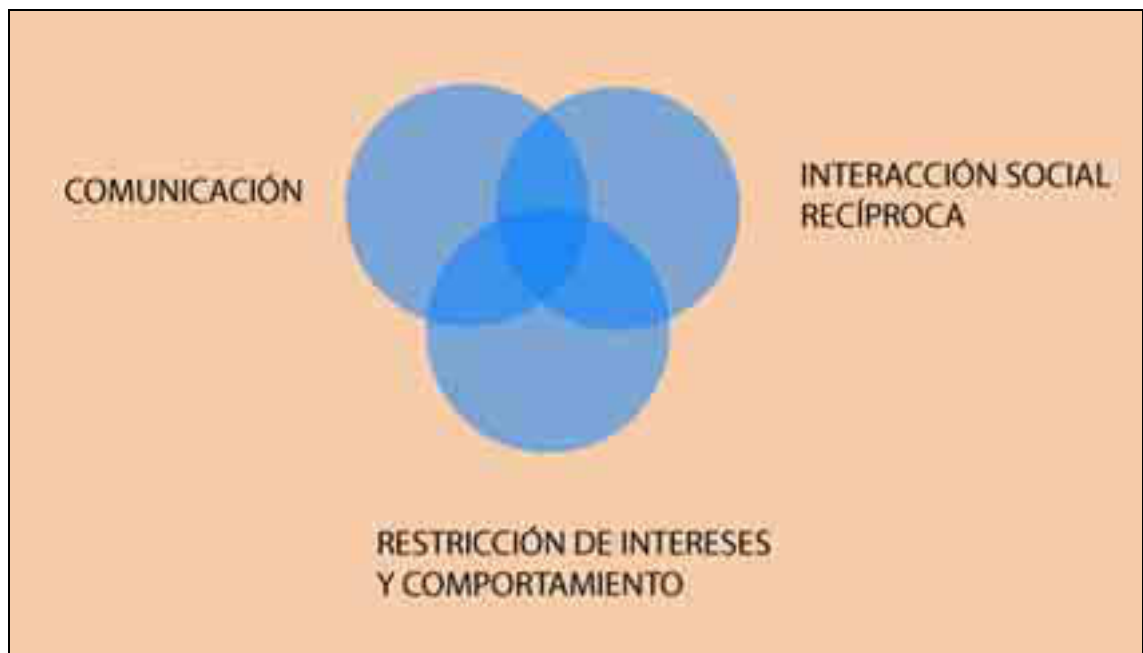 COMUNICACIÓN
INTERACCIÓN SOCIAL
RECÍPROCA
RESTRICCIÓN DE INTERESES
Y COMPORTAMIENTO